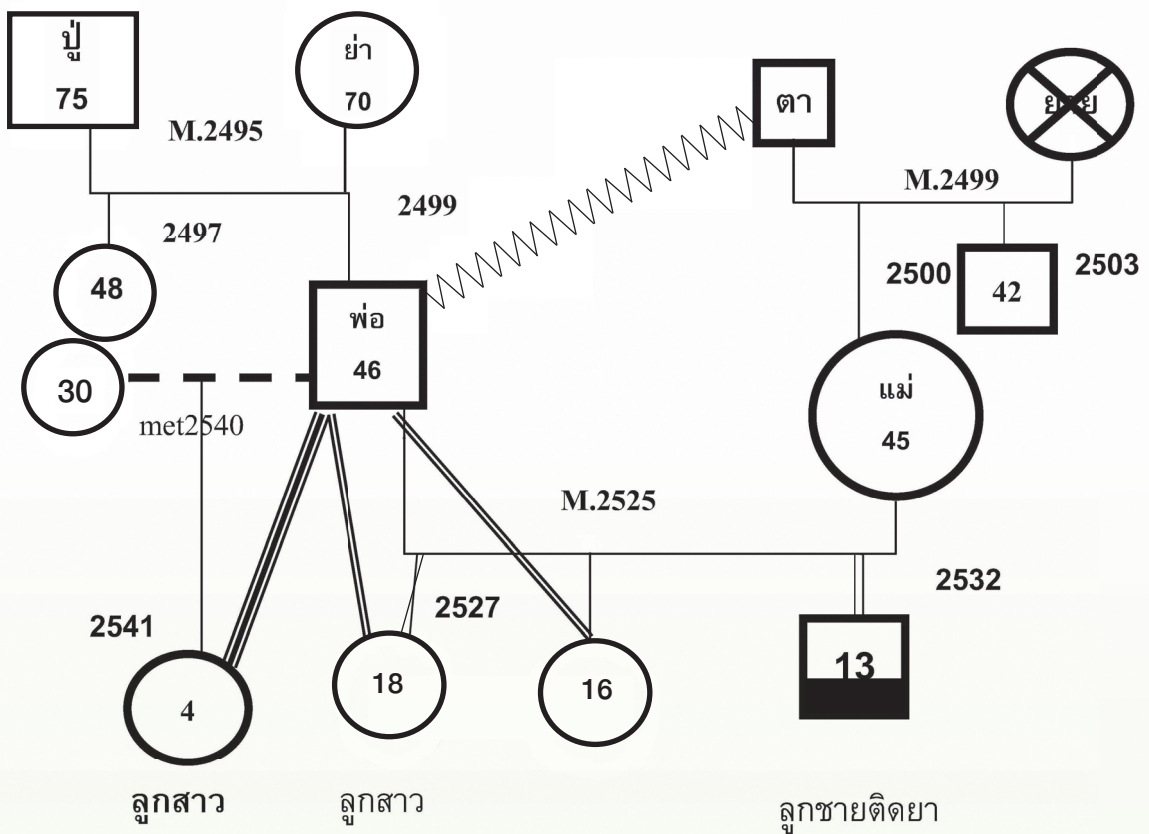 ปู่
75
ย่า
70
ตา
ยาย
M.2495
M.2499
2499
2497
48
2500
42
2503
พ่อ
46
30
met2540
แม่
45
M.2525
2532
2541
2527
13
18
16
4
ลูกสาว
ลูกสาว
ลูกชายติดยา